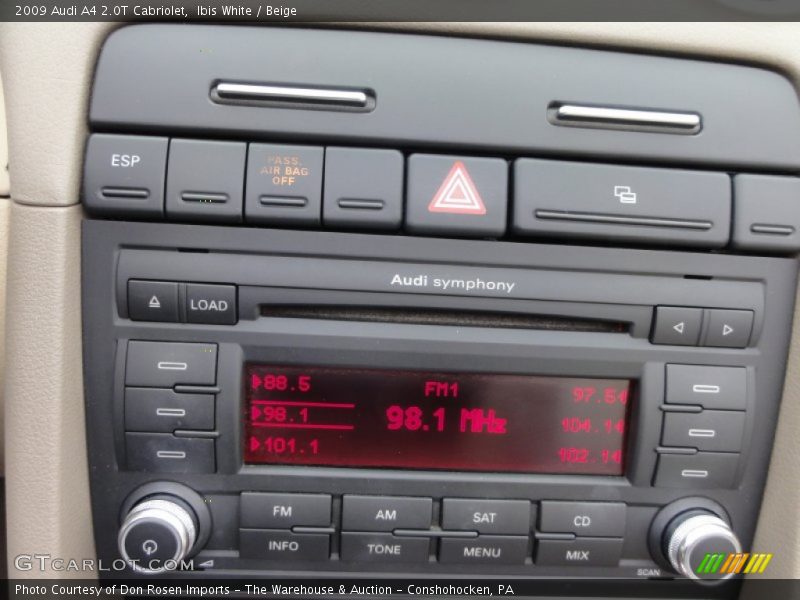 2009 Audi A4 2.0T Cabriolet, Ibis White / Beige
ESP
PASS.
AIR BAG
OFF
Audi symphony
LOAD
88.5
FM1
97.5
98.1
98.1 MHz
104.1
101.1
102.1
FM
AM
SAT
CD
INFO
TONE
MENU
MIX
SCAN
GTCARLOT.COM
Photo Courtesy of Don Rosen Imports – The Warehouse & Auction – Conshohocken, PA